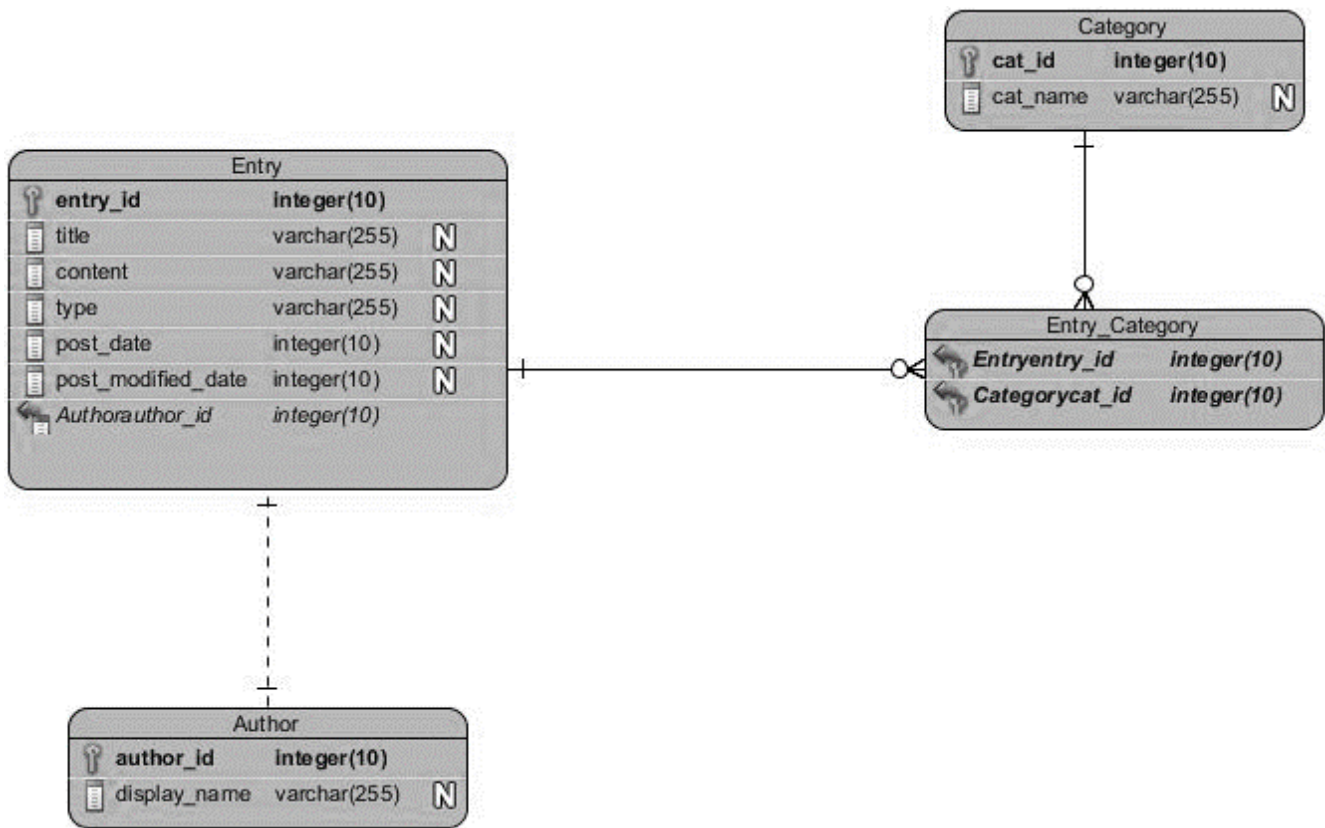 Category
cat_id integer(10)
cat_name varchar(255) N
Entry
entry_id integer(10)
title varchar(255) N
content varchar(255) N
type varchar(255) N
post_date integer(10) N
post_modified_date integer(10) N
Authorauthor_id integer(10)
Entry_Category
Entryentry_id integer(10)
Categorycat_id integer(10)
Author
author_id integer(10)
display_name varchar(255) N